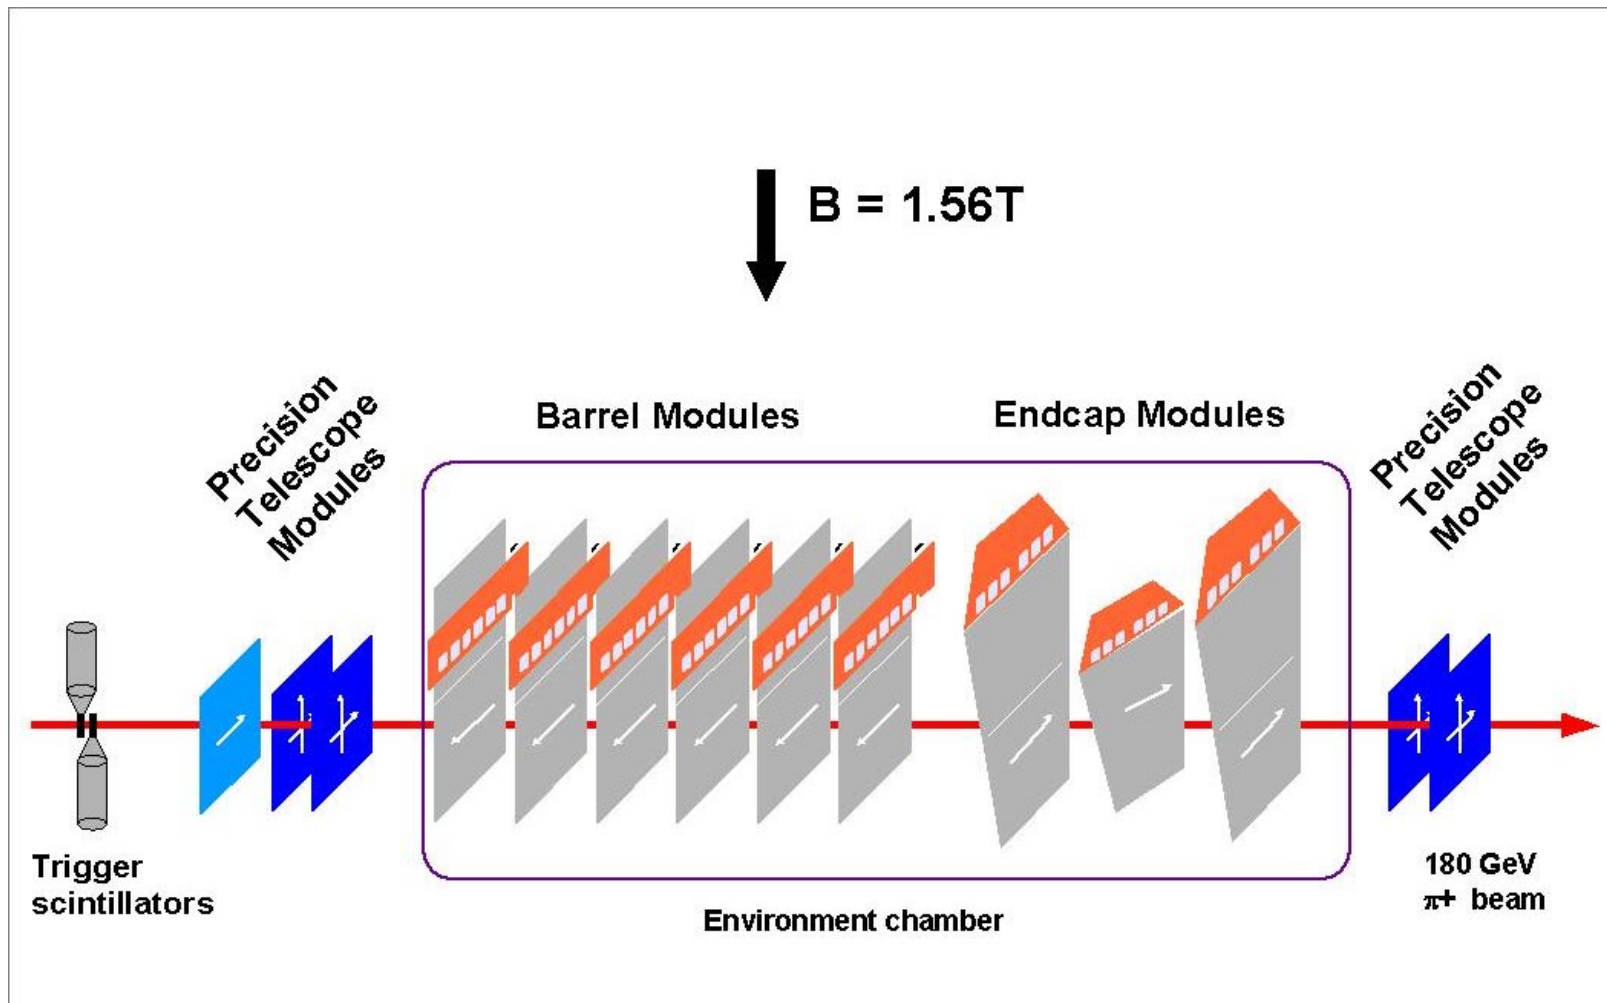 B = 1.56T
Precision
Telescope
Modules
Barrel Modules
Endcap Modules
Precision
Telescope
Modules
Trigger
scintillators
180 GeV
π+ beam
Environment chamber